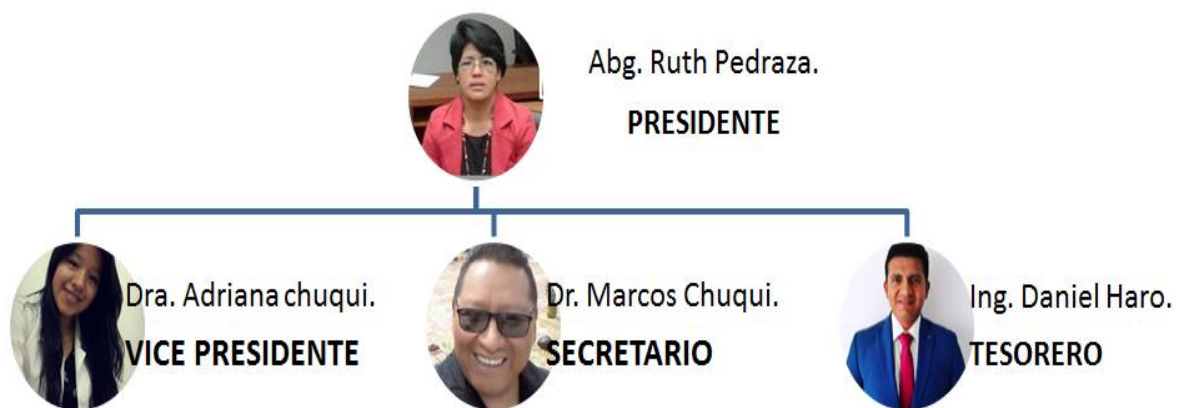 Abg. Ruth Pedraza.
PRESIDENTE
Dra. Adriana chuqui.
VICE PRESIDENTE
Dr. Marcos Chuqui.
SECRETARIO
Ing. Daniel Haro.
TESORERO